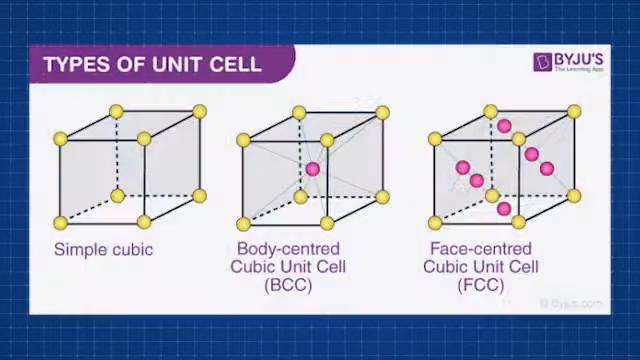 TYPES OF UNIT CELL
BYJU'S
The Learning App
Simple cubic
Body-centred
Cubic Unit Cell
(BCC)
Face-centred
Cubic Unit Cell
(FCC)
© Byjus.com